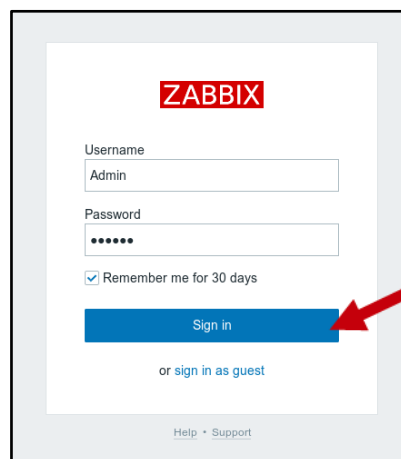 ZABBIX
Username
Admin
Password
●●●●●●
Remember me for 30 days
Sign in
or sign in as guest
Help • Support